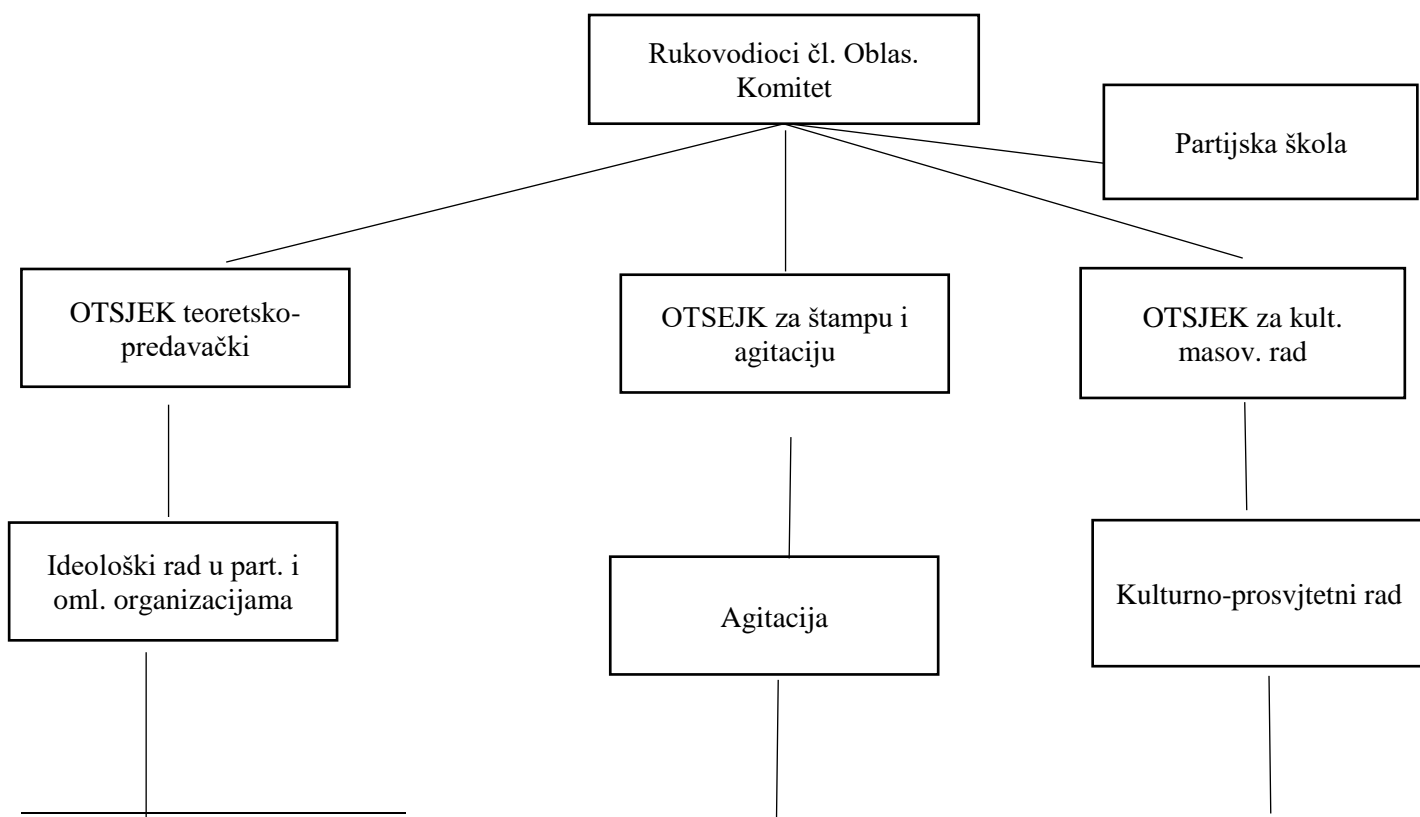 Rukovodioci čl. Oblas.
Komitet
Partijska škola
OTSJEK teoretsko-
predavački
OTSEJK za štampu i
agitaciju
OTSJEK za kult.
masov. rad
Ideološki rad u part. i
oml. organizacijama
Agitacija
Kulturno-prosvjtetni rad